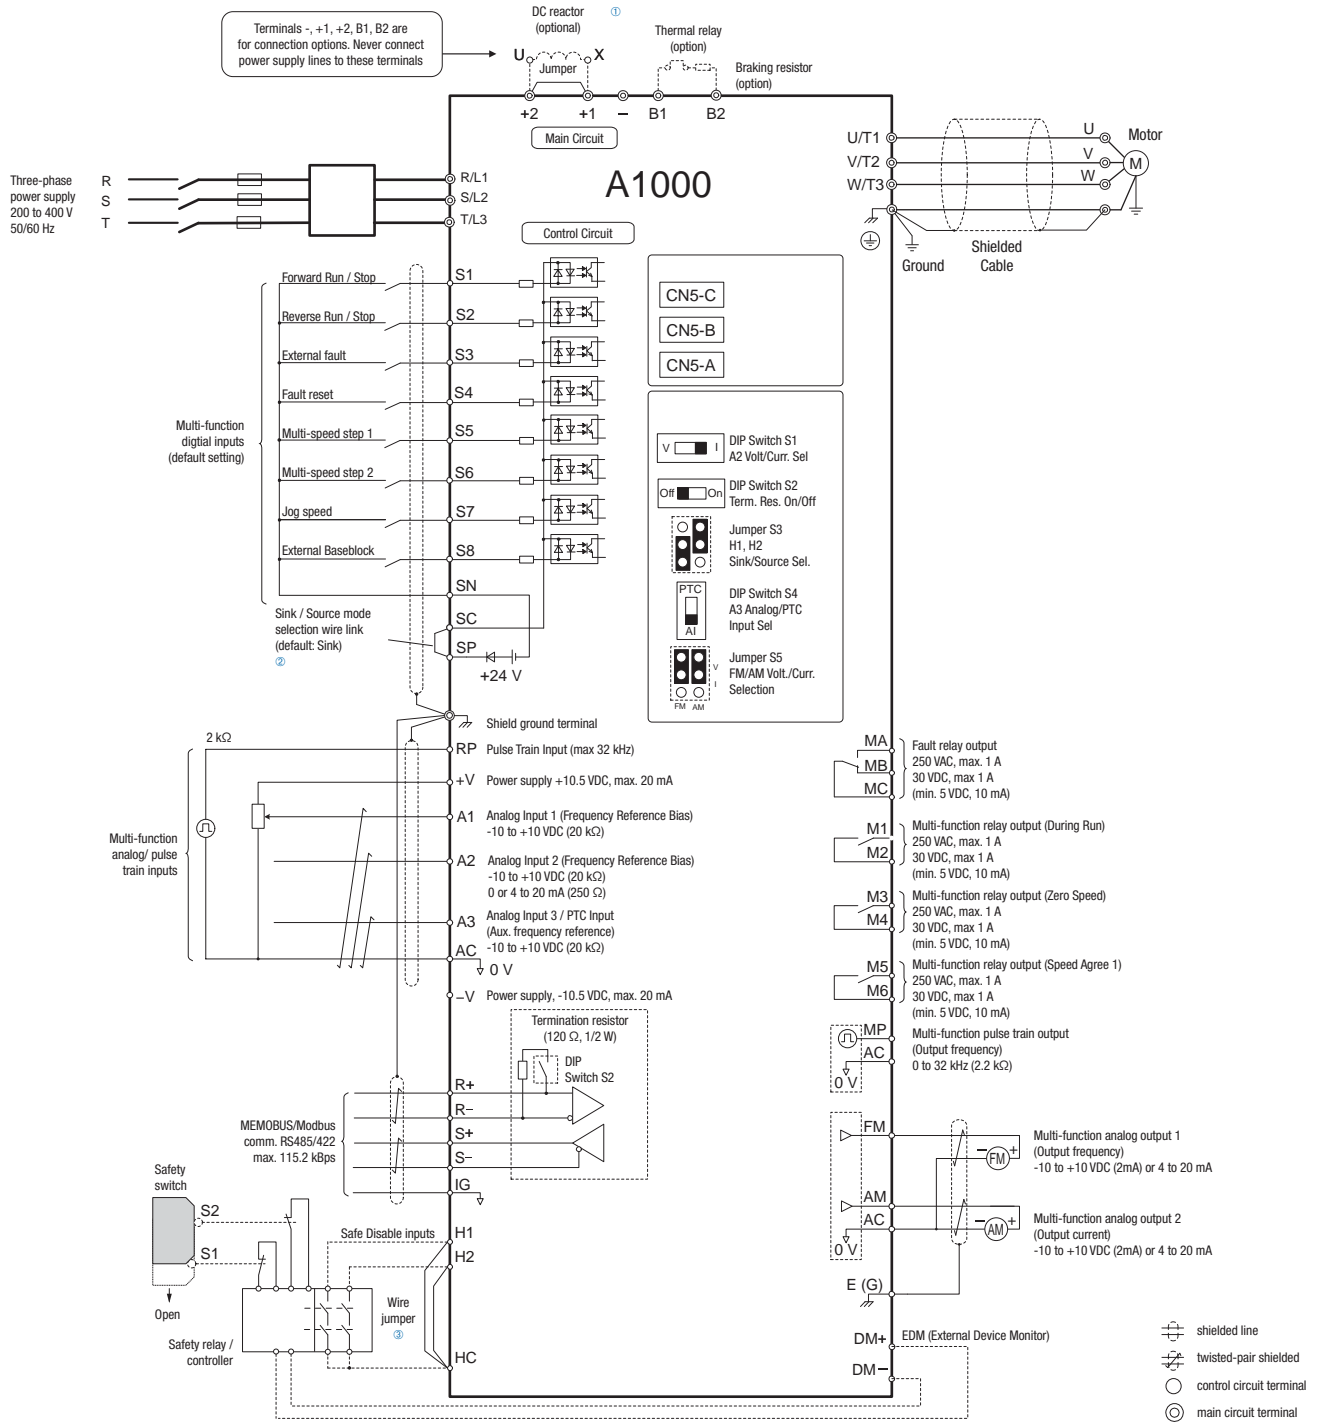 Terminals -, +1, +2, B1, B2 are
for connection options. Never connect
power supply lines to these terminals
DC reactor ①
(optional)
U X
Jumper
Thermal relay
(option)
Braking resistor
(option)
+2 +1 – B1 B2
Main Circuit
A1000
Three-phase
power supply
200 to 400 V
50/60 Hz
R
S
T
R/L1
S/L2
T/L3
U/T1
V/T2
W/T3
U
V
W
Motor
M
Ground
Shielded
Cable
Control Circuit
Multi-function
digtial inputs
(default setting)
Forward Run / Stop
S1
Reverse Run / Stop
S2
External fault
S3
Fault reset
S4
Multi-speed step 1
S5
Multi-speed step 2
S6
Jog speed
S7
External Baseblock
S8
SN
SC
SP
+24 V
Sink / Source mode
selection wire link
(default: Sink)
②
CN5-C
CN5-B
CN5-A
V I
DIP Switch S1
A2 Volt/Curr. Sel
Off On
DIP Switch S2
Term. Res. On/Off
Jumper S3
H1, H2
Sink/Source Sel.
PTC
AI
DIP Switch S4
A3 Analog/PTC
Input Sel
V
I
FM AM
Jumper S5
FM/AM Volt./Curr.
Selection
Shield ground terminal
Multi-function
analog/ pulse
train inputs
2 kΩ
RP Pulse Train Input (max 32 kHz)
+V Power supply +10.5 VDC, max. 20 mA
A1 Analog Input 1 (Frequency Reference Bias)
-10 to +10 VDC (20 kΩ)
A2 Analog Input 2 (Frequency Reference Bias)
-10 to +10 VDC (20 kΩ)
0 or 4 to 20 mA (250 Ω)
A3 Analog Input 3 / PTC Input
(Aux. frequency reference)
-10 to +10 VDC (20 kΩ)
AC
0 V
–V Power supply, -10.5 VDC, max. 20 mA
Termination resistor
(120 Ω, 1/2 W)
DIP
Switch S2
MEMOBUS/Modbus
comm. RS485/422
max. 115.2 kBps
R+
R–
S+
S–
IG
Safety
switch
S2
S1
Open
Safety relay /
controller
Safe Disable inputs
H1
H2
Wire
jumper
③
HC
MA
MB
MC
Fault relay output
250 VAC, max. 1 A
30 VDC, max 1 A
(min. 5 VDC, 10 mA)
M1
M2
Multi-function relay output (During Run)
250 VAC, max. 1 A
30 VDC, max 1 A
(min. 5 VDC, 10 mA)
M3
M4
Multi-function relay output (Zero Speed)
250 VAC, max. 1 A
30 VDC, max 1 A
(min. 5 VDC, 10 mA)
M5
M6
Multi-function relay output (Speed Agree 1)
250 VAC, max. 1 A
30 VDC, max 1 A
(min. 5 VDC, 10 mA)
MP
AC
0 V
Multi-function pulse train output
(Output frequency)
0 to 32 kHz (2.2 kΩ)
FM
– FM +
Multi-function analog output 1
(Output frequency)
-10 to +10 VDC (2mA) or 4 to 20 mA
AM
AC
0 V
– AM +
Multi-function analog output 2
(Output current)
-10 to +10 VDC (2mA) or 4 to 20 mA
E (G)
DM+ EDM (External Device Monitor)
DM–
shielded line
twisted-pair shielded
control circuit terminal
main circuit terminal